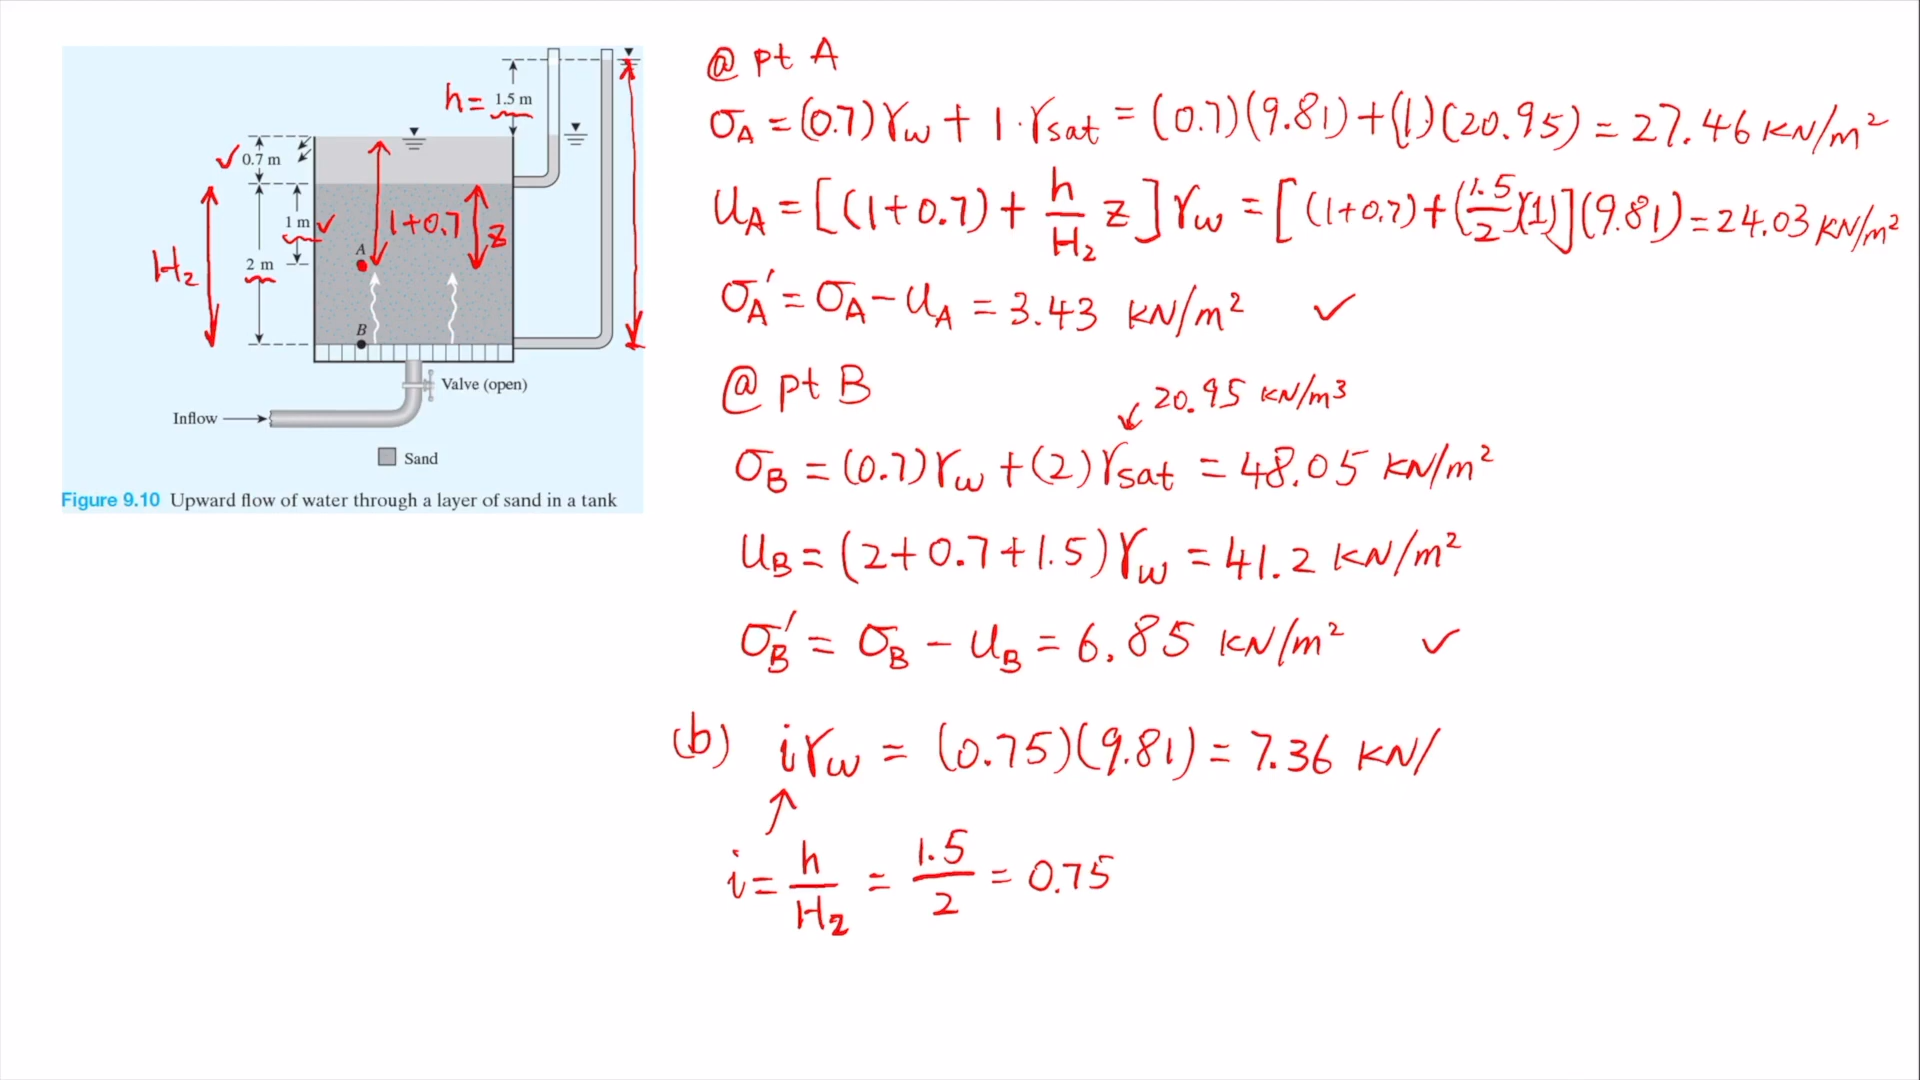 @ pt A
σA = (0.7)γw + 1·γsat = (0.7)(9.81)+(1)(20.95) = 27.46 KN/m²
uA = [(1+0.7) + h/H₂ z]γw = [(1+0.7)+(1.5/2)(1)](9.81) = 24.03 KN/m²
σA' = σA - uA = 3.43 KN/m² ✓
@ pt B
20.95 KN/m³
σB = (0.7)γw + (2)γsat = 48.05 KN/m²
uB = (2+0.7+1.5)γw = 41.2 KN/m²
σB' = σB - uB = 6.85 KN/m² ✓
(b) iγw = (0.75)(9.81) = 7.36 KN/
i = h/H₂ = 1.5/2 = 0.75
h = 1.5 m
✓ 0.7 m
1 m ✓
1+0.7
z
A
H₂
2 m
B
Valve (open)
Inflow
Sand
Figure 9.10 Upward flow of water through a layer of sand in a tank